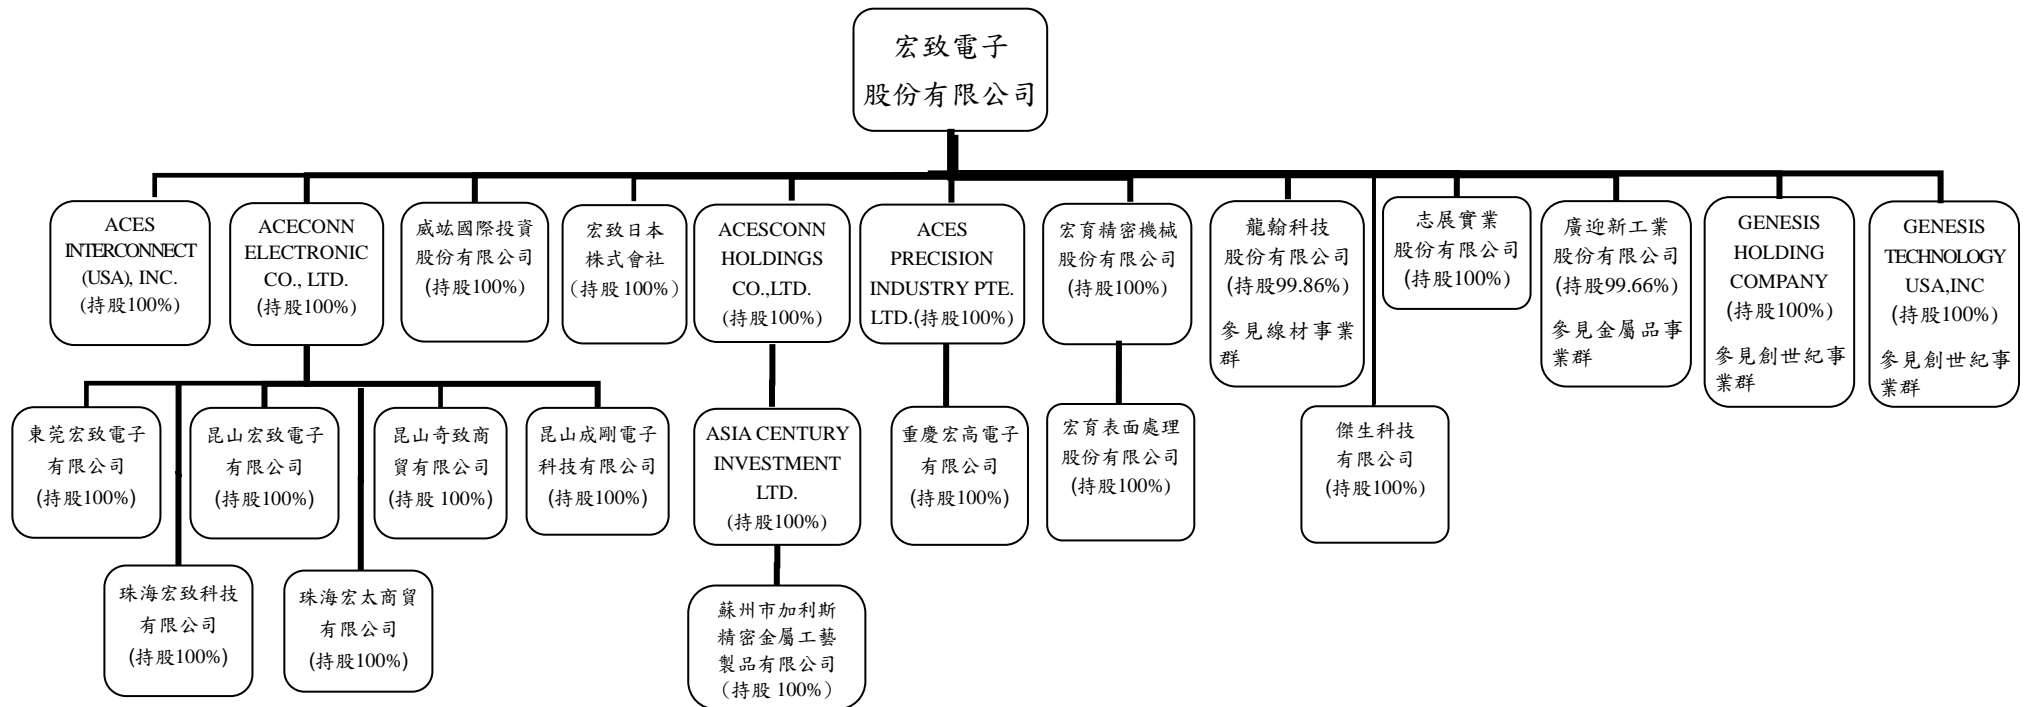 宏致電子
股份有限公司
ACES
INTERCONNECT
(USA), INC.
(持股100%)
ACECONN
ELECTRONIC
CO., LTD.
(持股100%)
威竑國際投資
股份有限公司
(持股100%)
宏致日本
株式會社
（持股 100%）
ACESCONN
HOLDINGS
CO.,LTD.
(持股100%)
ACES
PRECISION
INDUSTRY PTE.
LTD.(持股100%)
宏育精密機械
股份有限公司
(持股100%)
龍翰科技
股份有限公司
(持股99.86%)
參見線材事業
群
志展實業
股份有限公司
(持股100%)
廣迎新工業
股份有限公司
(持股99.66%)
參見金屬品事
業群
GENESIS
HOLDING
COMPANY
(持股100%)
參見創世紀事
業群
GENESIS
TECHNOLOGY
USA,INC
(持股100%)
參見創世紀事
業群
東莞宏致電子
有限公司
(持股100%)
昆山宏致電子
有限公司
(持股100%)
昆山奇致商
貿有限公司
(持股 100%)
昆山成剛電子
科技有限公司
(持股100%)
ASIA CENTURY
INVESTMENT
LTD.
(持股100%)
重慶宏高電子
有限公司
(持股100%)
宏育表面處理
股份有限公司
(持股100%)
傑生科技
有限公司
(持股100%)
珠海宏致科技
有限公司
(持股100%)
珠海宏太商貿
有限公司
(持股100%)
蘇州市加利斯
精密金屬工藝
製品有限公司
（持股 100%）